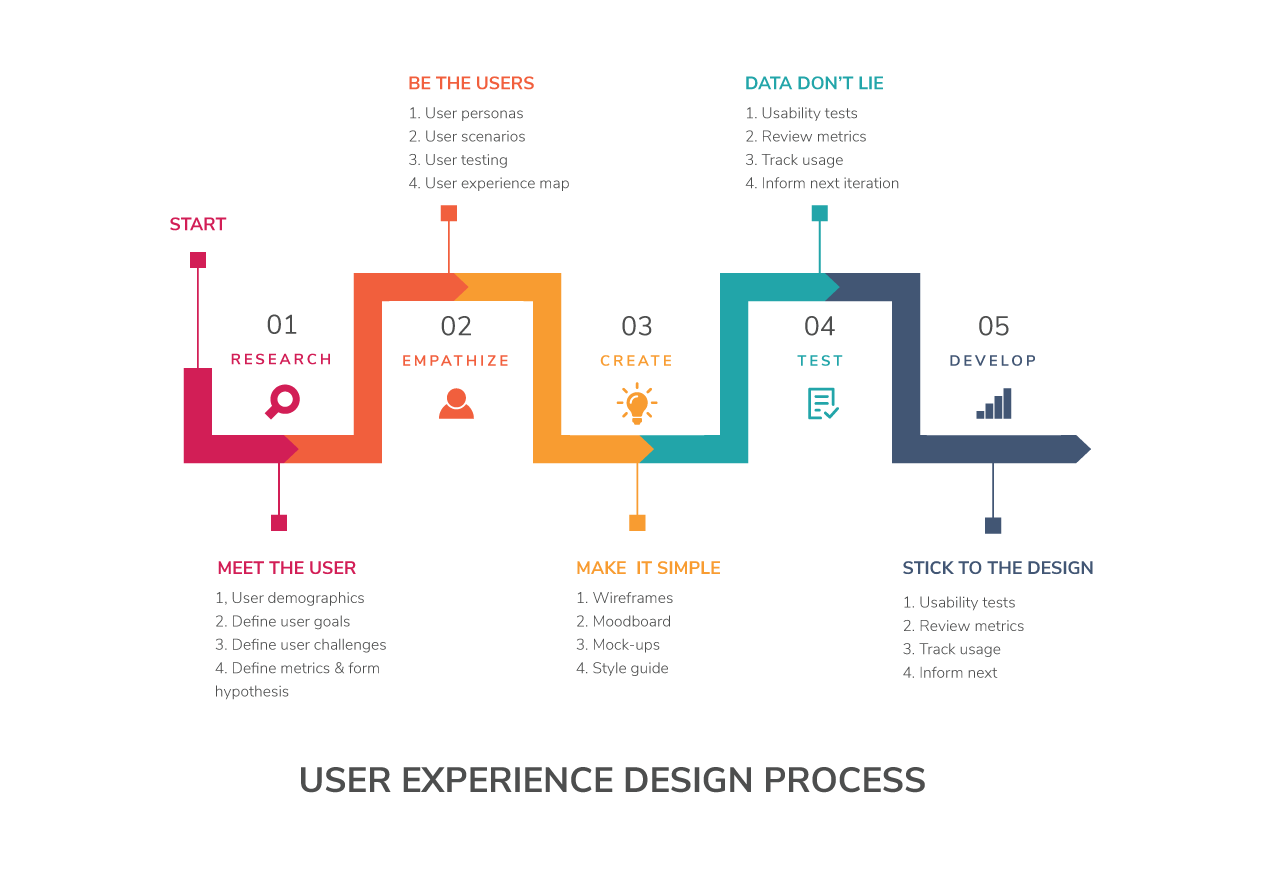 BE THE USERS
1. User personas
2. User scenarios
3. User testing
4. User experience map
DATA DON'T LIE
1. Usability tests
2. Review metrics
3. Track usage
4. Inform next iteration
START
01
RESEARCH
02
EMPATHIZE
03
CREATE
04
TEST
05
DEVELOP
MEET THE USER
1, User demographics
2. Define user goals
3. Define user challenges
4. Define metrics & form
hypothesis
MAKE  IT SIMPLE
1. Wireframes
2. Moodboard
3. Mock-ups
4. Style guide
STICK TO THE DESIGN
1. Usability tests
2. Review metrics
3. Track usage
4. Inform next
USER EXPERIENCE DESIGN PROCESS